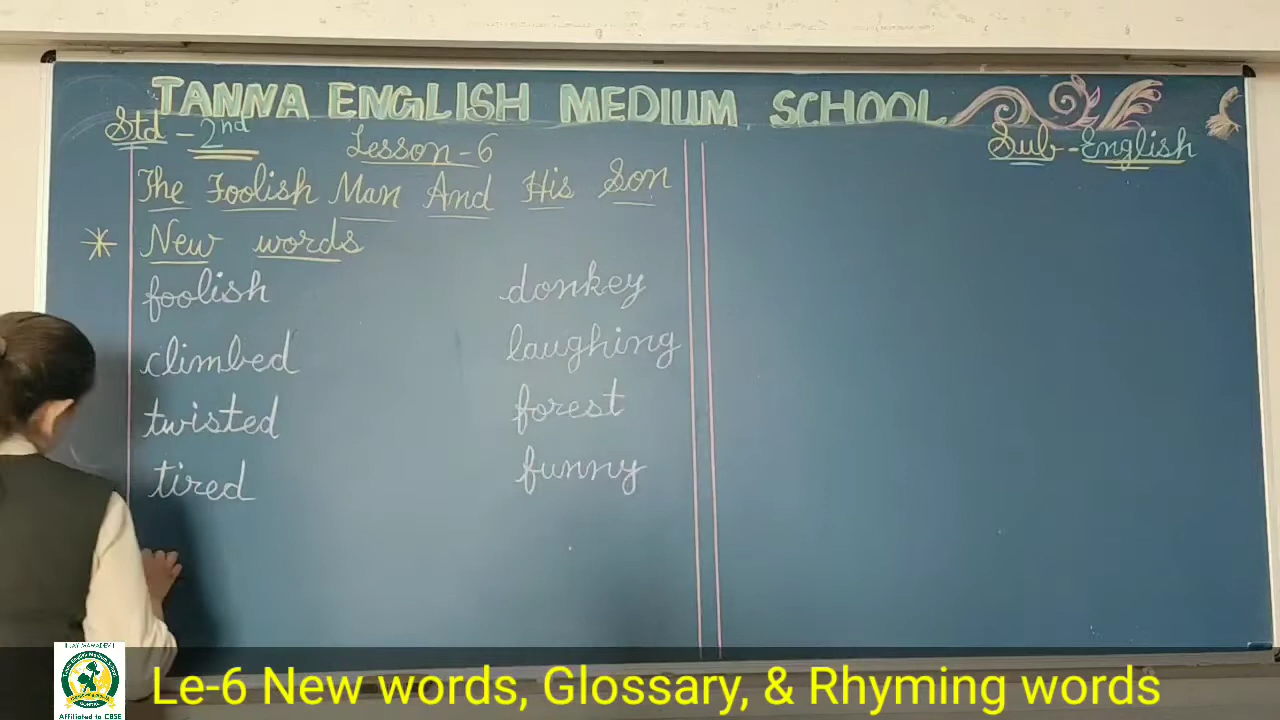 TANNA ENGLISH MEDIUM SCHOOL
Std - 2nd
Sub - English
Lesson - 6
The Foolish Man And His Son
* New words
foolish donkey
climbed laughing
twisted forest
tired funny
Le-6 New words, Glossary, & Rhyming words
Affiliated to CBSE